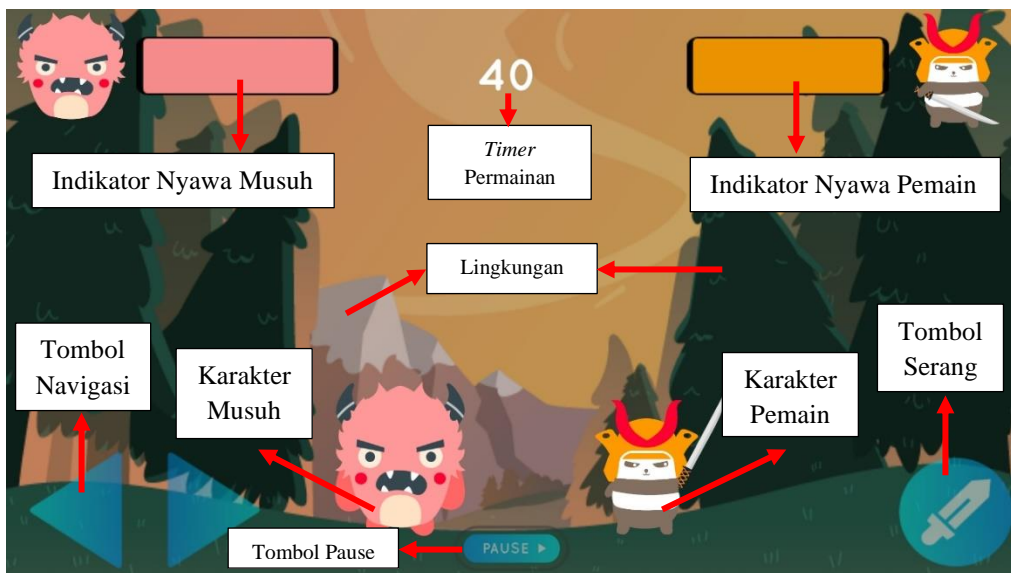 40
Timer
Permainan
Indikator Nyawa Musuh
Indikator Nyawa Pemain
Lingkungan
Tombol
Navigasi
Karakter
Musuh
Karakter
Pemain
Tombol
Serang
Tombol Pause
PAUSE